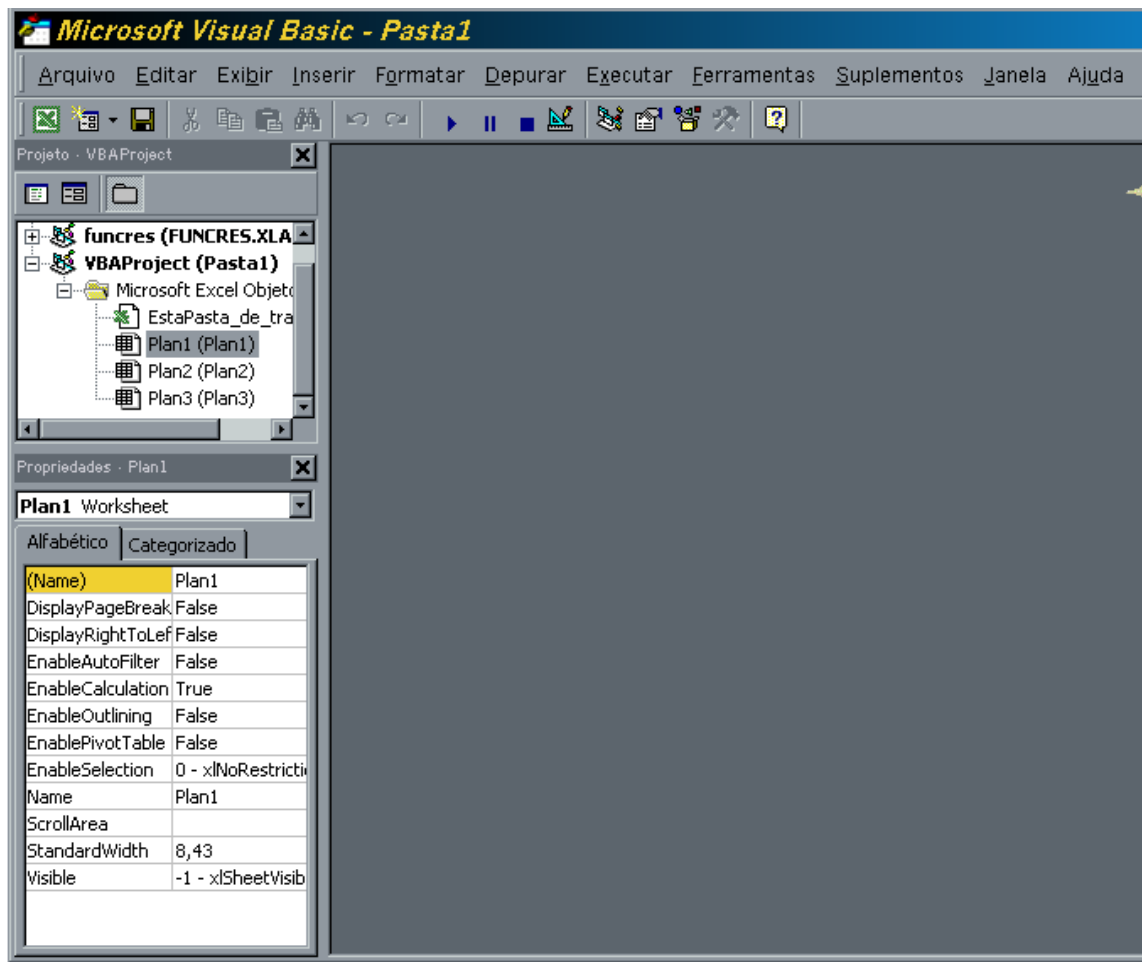 Microsoft Visual Basic - Pasta1
Arquivo Editar Exibir Inserir Formatar Depurar Executar Ferramentas Suplementos Janela Ajuda
Projeto - VBAProject
funcres (FUNCRES.XLA
VBAProject (Pasta1)
Microsoft Excel Objeto
EstaPasta_de_tra
Plan1 (Plan1)
Plan2 (Plan2)
Plan3 (Plan3)
Propriedades - Plan1
Plan1 Worksheet
Alfabético Categorizado
(Name) Plan1
DisplayPageBreak False
DisplayRightToLef False
EnableAutoFilter False
EnableCalculation True
EnableOutlining False
EnablePivotTable False
EnableSelection 0 - xlNoRestricti
Name Plan1
ScrollArea
StandardWidth 8,43
Visible -1 - xlSheetVisib